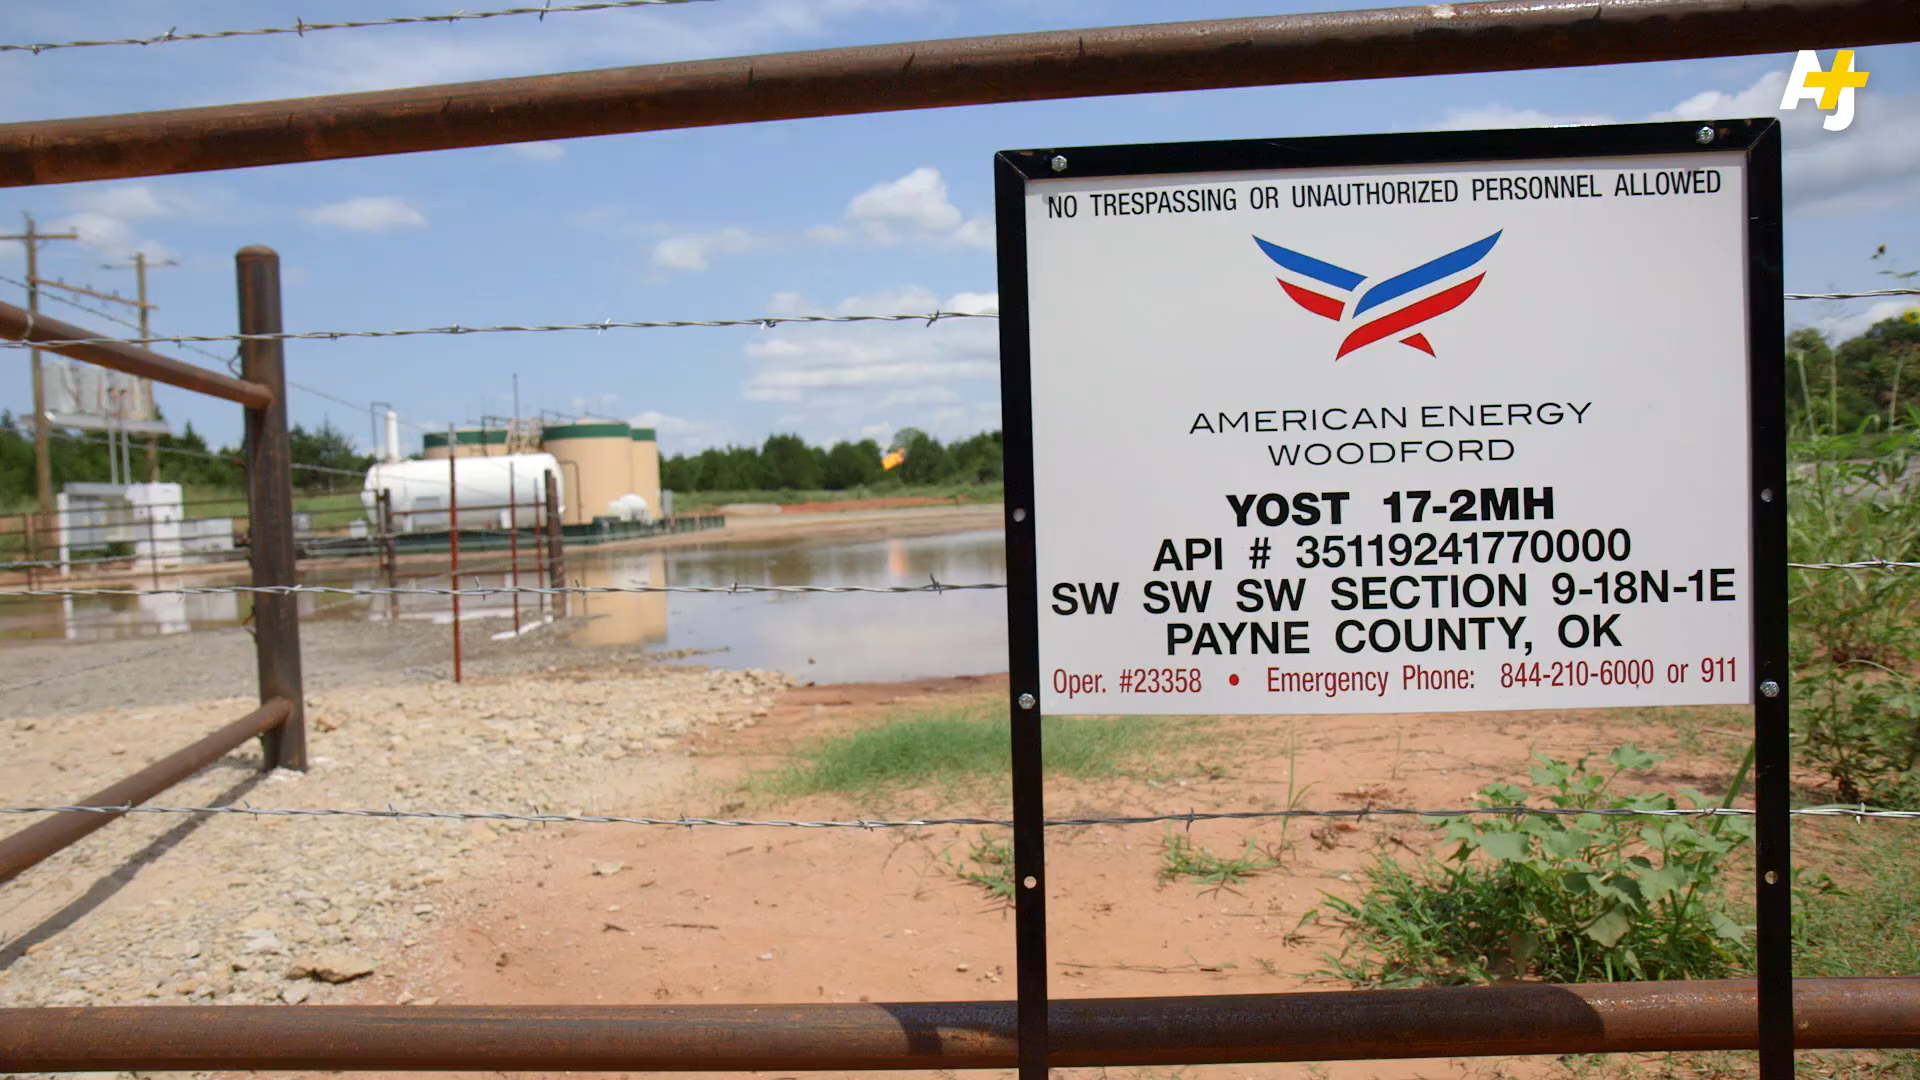 AJ+
NO TRESPASSING OR UNAUTHORIZED PERSONNEL ALLOWED
AMERICAN ENERGY
WOODFORD
YOST 17-2MH
API # 35119241770000
SW SW SW SECTION 9-18N-1E
PAYNE COUNTY, OK
Oper. #23358 • Emergency Phone: 844-210-6000 or 911